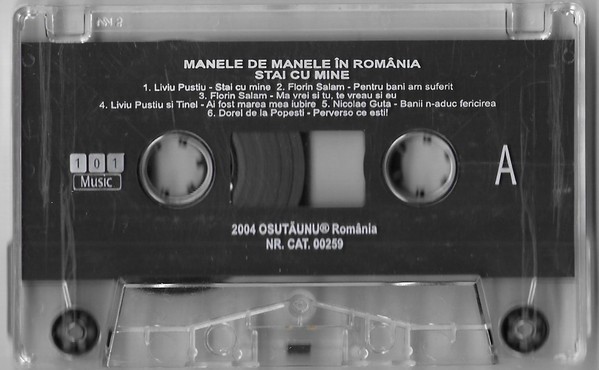 MANELE DE MANELE ÎN ROMÂNIA
STAI CU MINE
1. Liviu Pustiu - Stai cu mine 2. Florin Salam - Pentru bani am suferit
3. Florin Salam - Ma vrei si tu, te vreau si eu
4. Liviu Pustiu si Tinel - Ai fost marea mea iubire 5. Nicolae Guta - Banii n-aduc fericirea
6. Dorel de la Popesti - Perverso ce esti!
101
Music
A
2004 OSUTĂUNU® România
NR. CAT. 00259